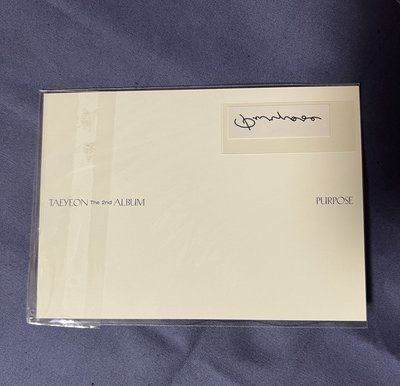 TAEYEON The 2nd ALBUM
PURPOSE